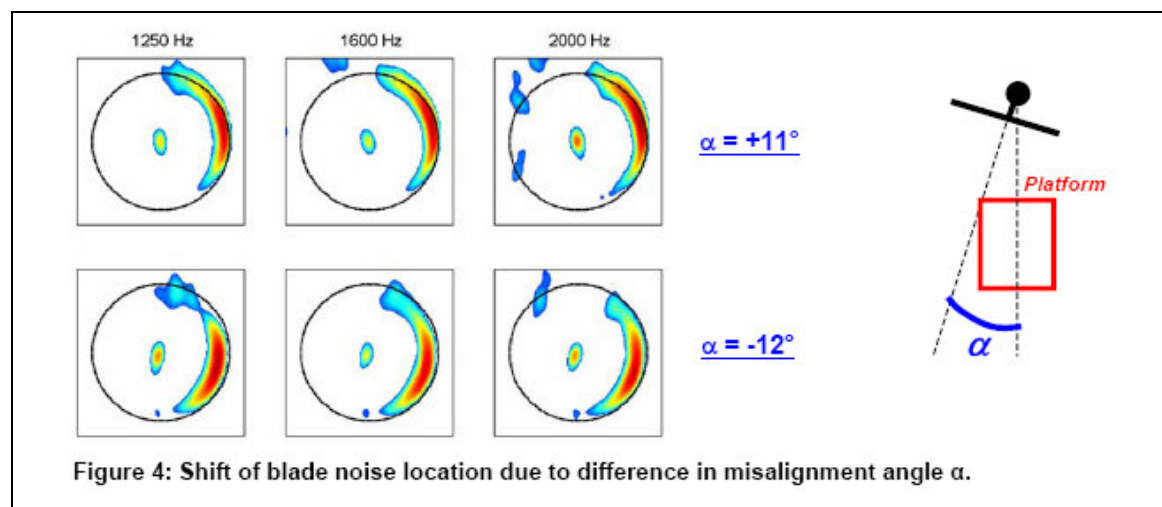 1250 Hz 1600 Hz 2000 Hz
α = +11°
Platform
α
α = -12°
Figure 4: Shift of blade noise location due to difference in misalignment angle α.